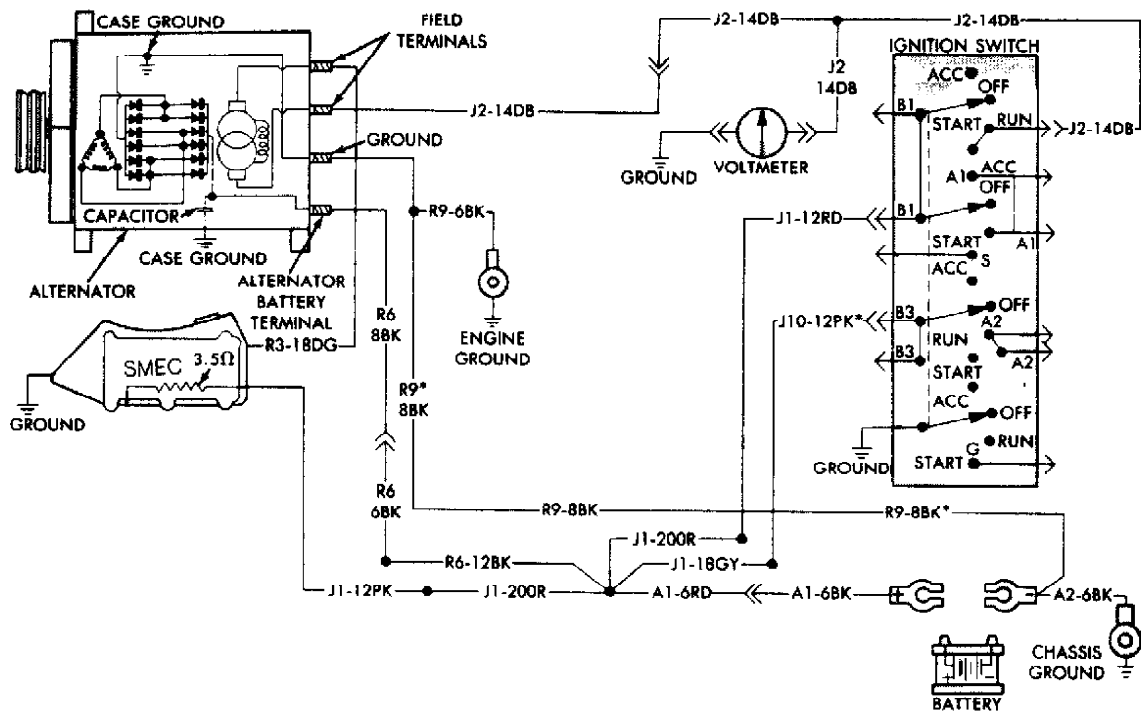 CASE GROUND
FIELD
TERMINALS
J2-14DB
J2-14DB
IGNITION SWITCH
J2
14DB
ACC
OFF
B1
START
RUN
J2-14DB
J2-14DB
GROUND
VOLTMETER
GROUND
A1
ACC
OFF
CAPACITOR
R9-6BK
J1-12RD
B1
START
A1
CASE GROUND
S
ACC
ALTERNATOR
ALTERNATOR
BATTERY
TERMINAL
R6
8BK
ENGINE
GROUND
J10-12PK*
B3
OFF
A2
R3-18DG
RUN
B3
A2
SMEC
3.5Ω
START
R9*
8BK
ACC
GROUND
OFF
GROUND
RUN
G
START
R6
6BK
R9-8BK
R9-8BK*
J1-200R
R6-12BK
J1-18GY
J1-12PK
J1-200R
A1-6RD
A1-6BK
A2-6BK
CHASSIS
GROUND
BATTERY